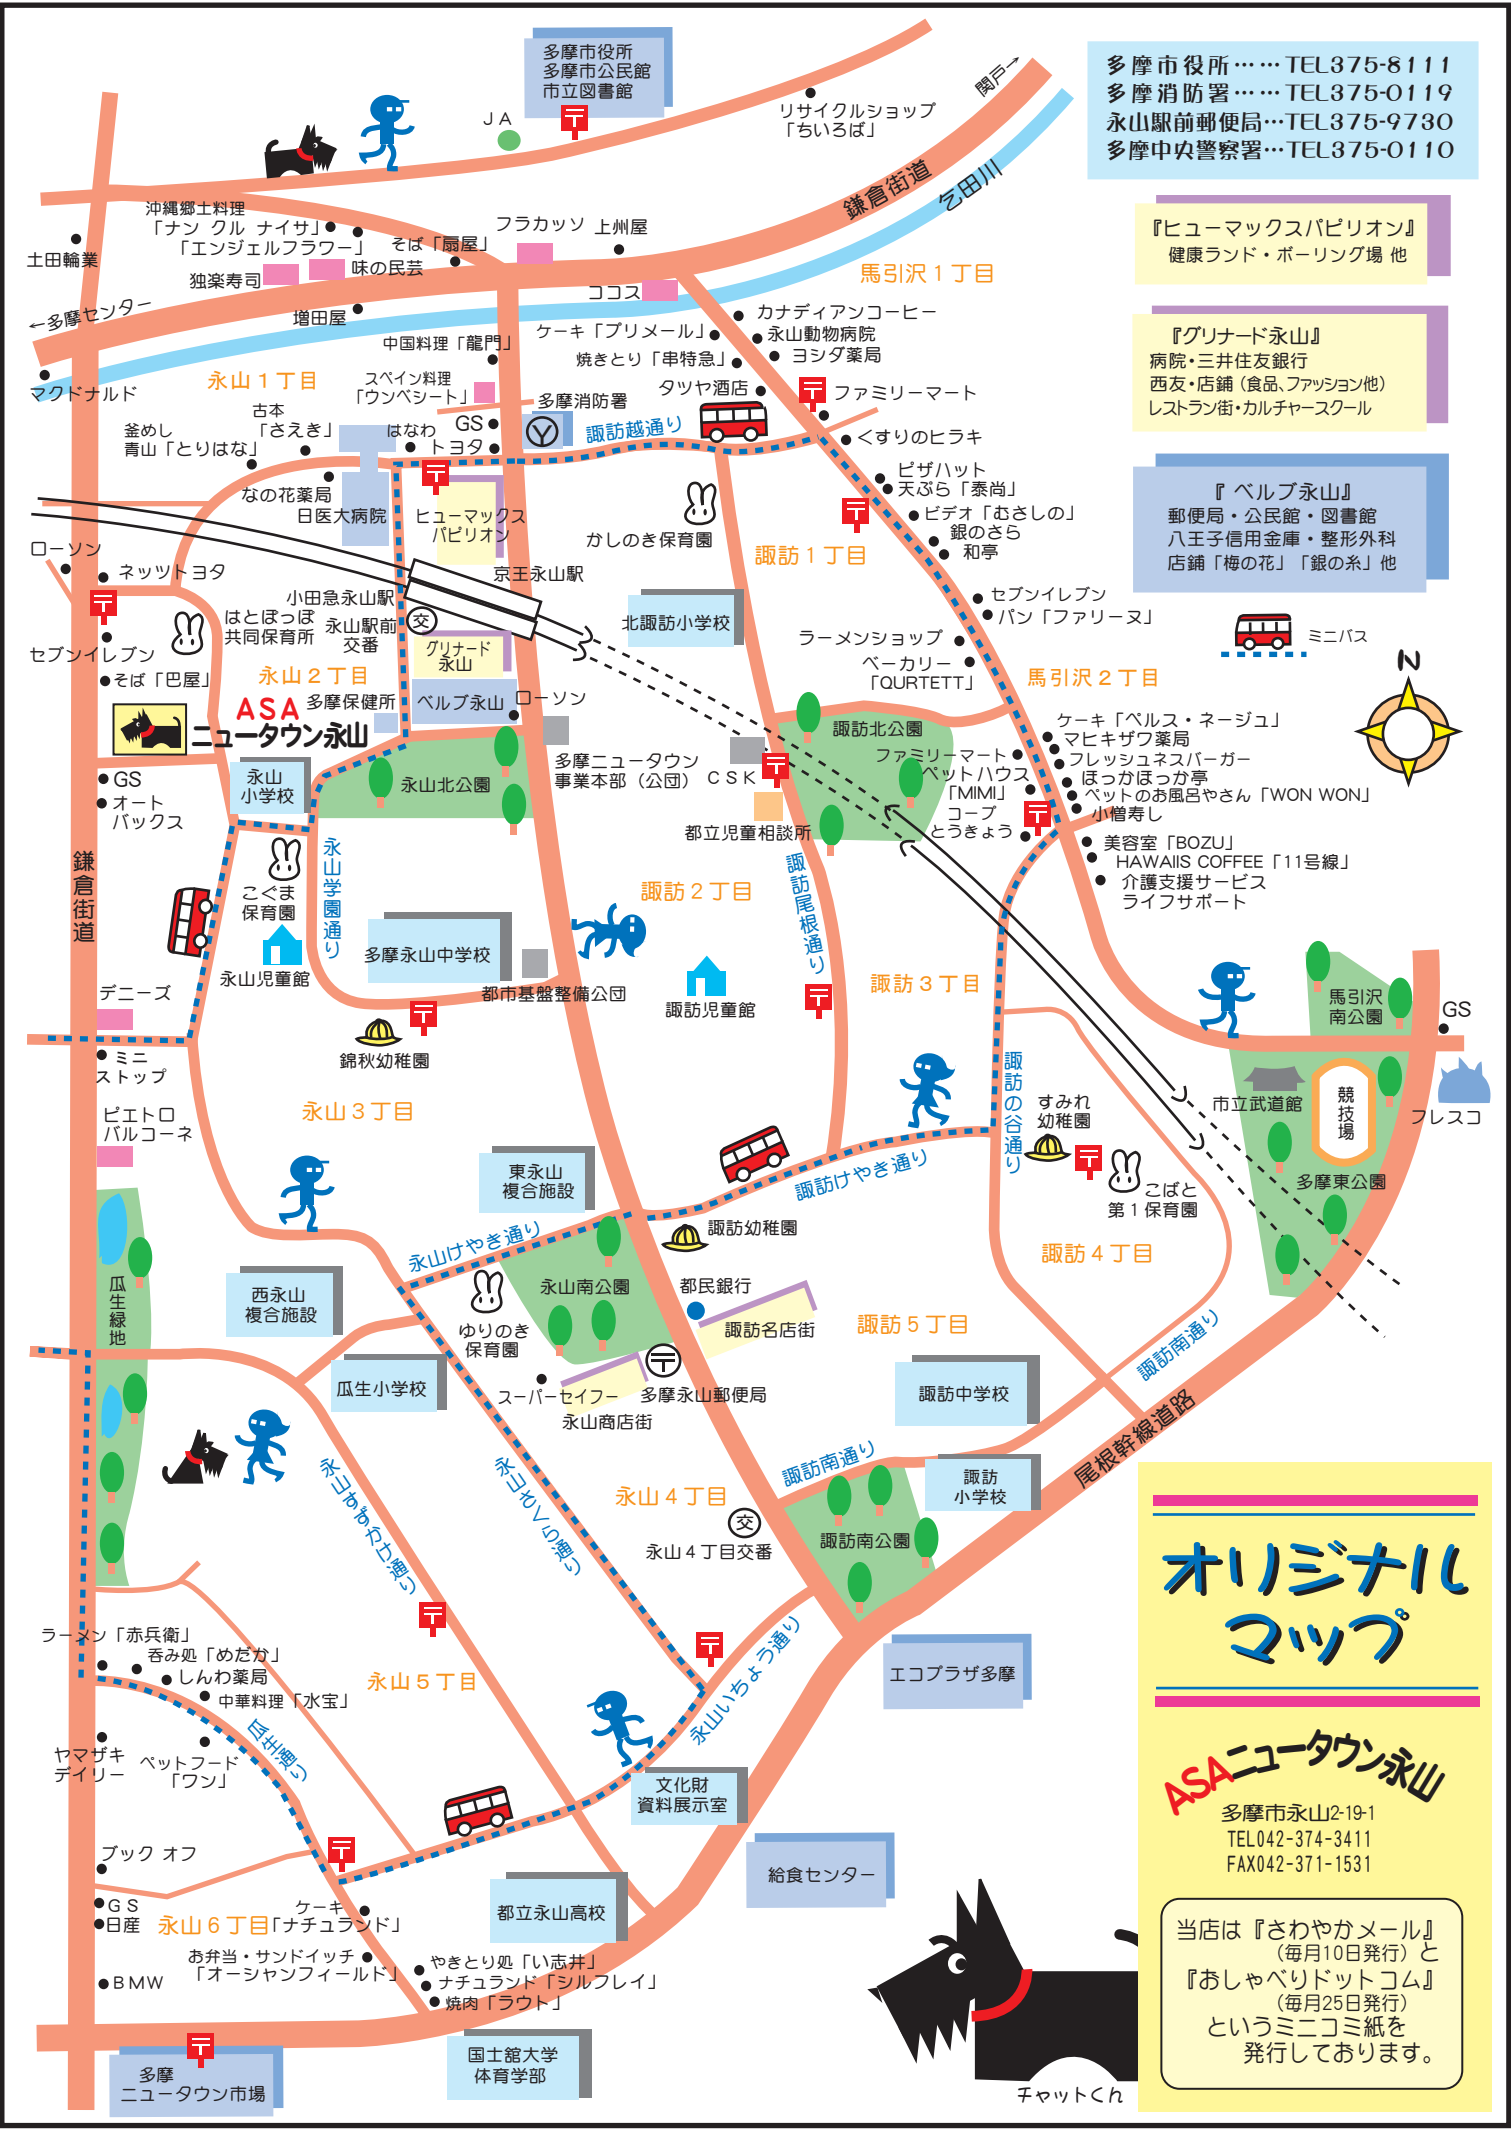 多摩市役所
多摩市公民館
市立図書館
JA
リサイクルショップ
「ちいろば」
関戸→
多摩市役所……TEL375-8111
多摩消防署……TEL375-0119
永山駅前郵便局…TEL375-9730
多摩中央警察署…TEL375-0110
鎌倉街道
乞田川
沖縄郷土料理
「ナン クル ナイサ」
「エンジェルフラワー」
そば「扇屋」
フラカッソ
上州屋
土田輪業
独楽寿司
味の民芸
←多摩センター
増田屋
ココス
馬引沢1丁目
『ヒューマックスパピリオン』
健康ランド・ボーリング場 他
カナディアンコーヒー
ケーキ「プリメール」
永山動物病院
中国料理「龍門」
焼きとり「串特急」
ヨシダ薬局
『グリナード永山』
病院・三井住友銀行
西友・店鋪（食品、ファッション他）
レストラン街・カルチャースクール
マクドナルド
永山1丁目
スペイン料理
「ウンベシート」
タツヤ酒店
ファミリーマート
多摩消防署
古本
「さえき」
釜めし
青山「とりはな」
はなわ
GS
トヨタ
諏訪越通り
くすりのヒラキ
なの花薬局
日医大病院
ヒューマックス
パピリオン
かしのき保育園
ピザハット
天ぷら「泰尚」
ビデオ「むさしの」
銀のさら
和亭
諏訪1丁目
『 ベルブ永山』
郵便局・公民館・図書館
八王子信用金庫・整形外科
店鋪「梅の花」「銀の糸」他
ローソン
ネッツトヨタ
京王永山駅
小田急永山駅
はとぽっぽ
共同保育所
永山駅前
交番
交
グリナード
永山
北諏訪小学校
セブンイレブン
パン「ファリーヌ」
ラーメンショップ
ベーカリー
「QURTETT」
ミニバス
N
セブンイレブン
そば「巴屋」
永山2丁目
馬引沢2丁目
ASA
ニュータウン永山
多摩保健所
ベルブ永山
ローソン
諏訪北公園
ケーキ「ペルス・ネージュ」
マヒキザワ薬局
フレッシュネスバーガー
ほっかほっか亭
ペットのお風呂やさん「WON WON」
小僧寿し
ファミリーマート
ペットハウス
「MIMI」
コープ
とうきょう
GS
オート
バックス
永山
小学校
永山北公園
多摩ニュータウン
事業本部（公団）
CSK
都立児童相談所
美容室「BOZU」
HAWAIIS COFFEE「11号線」
介護支援サービス
ライフサポート
鎌倉街道
永山学園通り
こぐま
保育園
諏訪2丁目
諏訪尾根通り
多摩永山中学校
永山児童館
都市基盤整備公団
諏訪児童館
諏訪3丁目
デニーズ
馬引沢
南公園
GS
ミニ
ストップ
錦秋幼稚園
諏訪の谷通り
すみれ
幼稚園
市立武道館
競技場
フレスコ
ピエトロ
バルコーネ
永山3丁目
東永山
複合施設
諏訪けやき通り
こばと
第1保育園
多摩東公園
諏訪幼稚園
永山けやき通り
諏訪4丁目
瓜生緑地
西永山
複合施設
永山南公園
都民銀行
諏訪名店街
諏訪5丁目
ゆりのき
保育園
諏訪南通り
瓜生小学校
スーパーセイフー
多摩永山郵便局
永山商店街
諏訪中学校
尾根幹線道路
永山すずかけ通り
永山さくら通り
諏訪南通り
諏訪
小学校
永山4丁目
交
永山4丁目交番
諏訪南公園
オリジナル
マップ
ラーメン「赤兵衛」
呑み処「めだか」
しんわ薬局
中華料理「水宝」
永山5丁目
永山いちょう通り
エコプラザ多摩
瓜生通り
ヤマザキ
デイリー
ペットフード
「ワン」
文化財
資料展示室
ASAニュータウン永山
多摩市永山2-19-1
TEL042-374-3411
FAX042-371-1531
ブック オフ
給食センター
GS
日産
永山6丁目
ケーキ
「ナチュランド」
都立永山高校
お弁当・サンドイッチ
「オーシャンフィールド」
BMW
やきとり処「い志井」
ナチュランド「シルフレイ」
焼肉「ラウト」
当店は『さわやかメール』
（毎月10日発行）と
『おしゃべりドットコム』
（毎月25日発行）
というミニコミ紙を
発行しております。
多摩
ニュータウン市場
国士舘大学
体育学部
チャットくん